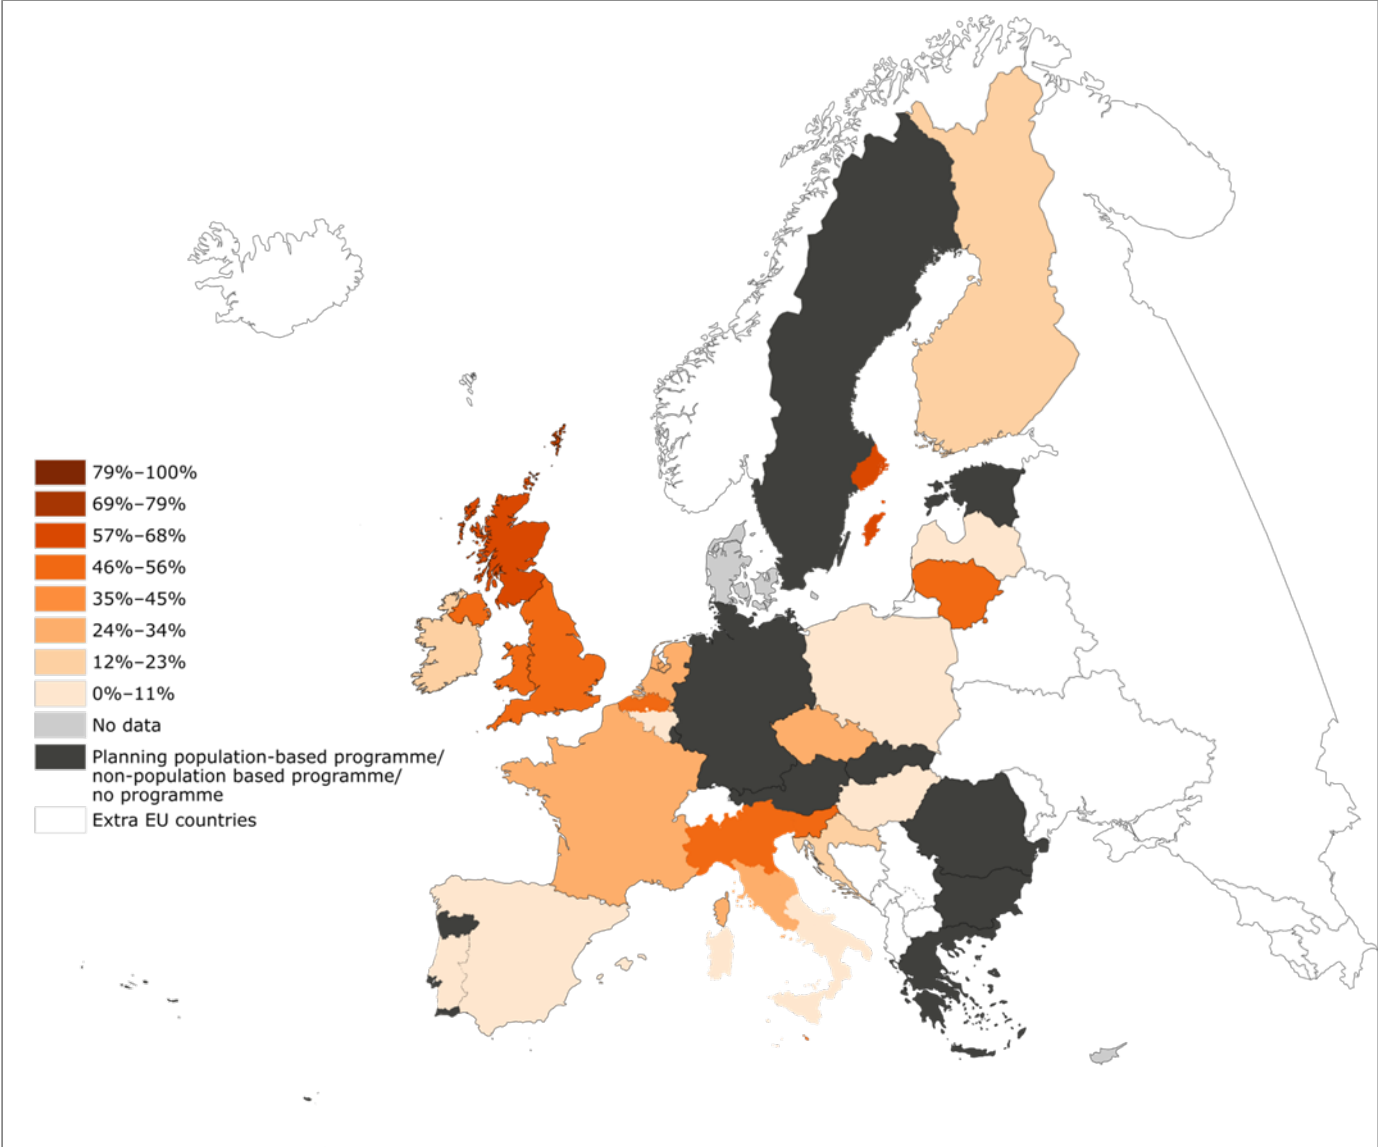 79%–100%
69%–79%
57%–68%
46%–56%
35%–45%
24%–34%
12%–23%
0%–11%
No data
Planning population-based programme/
non-population based programme/
no programme
Extra EU countries